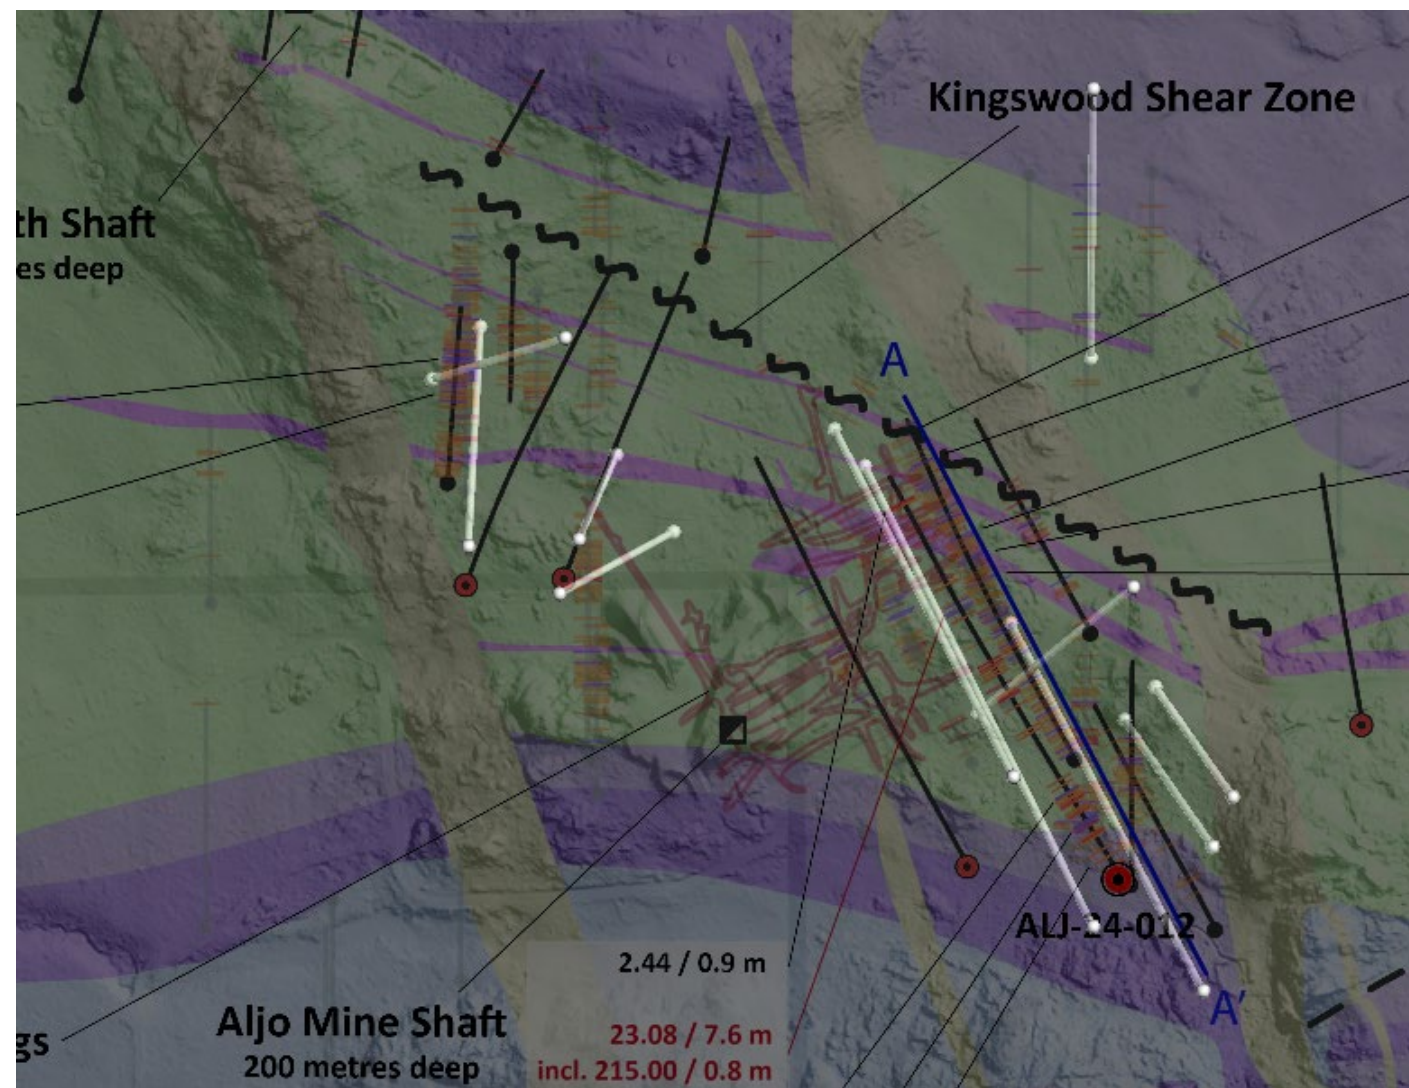 Kingswood Shear Zone
th Shaft
es deep
A
ALJ-24-012
2.44 / 0.9 m
A'
Aljo Mine Shaft
200 metres deep
gs
23.08 / 7.6 m
incl. 215.00 / 0.8 m